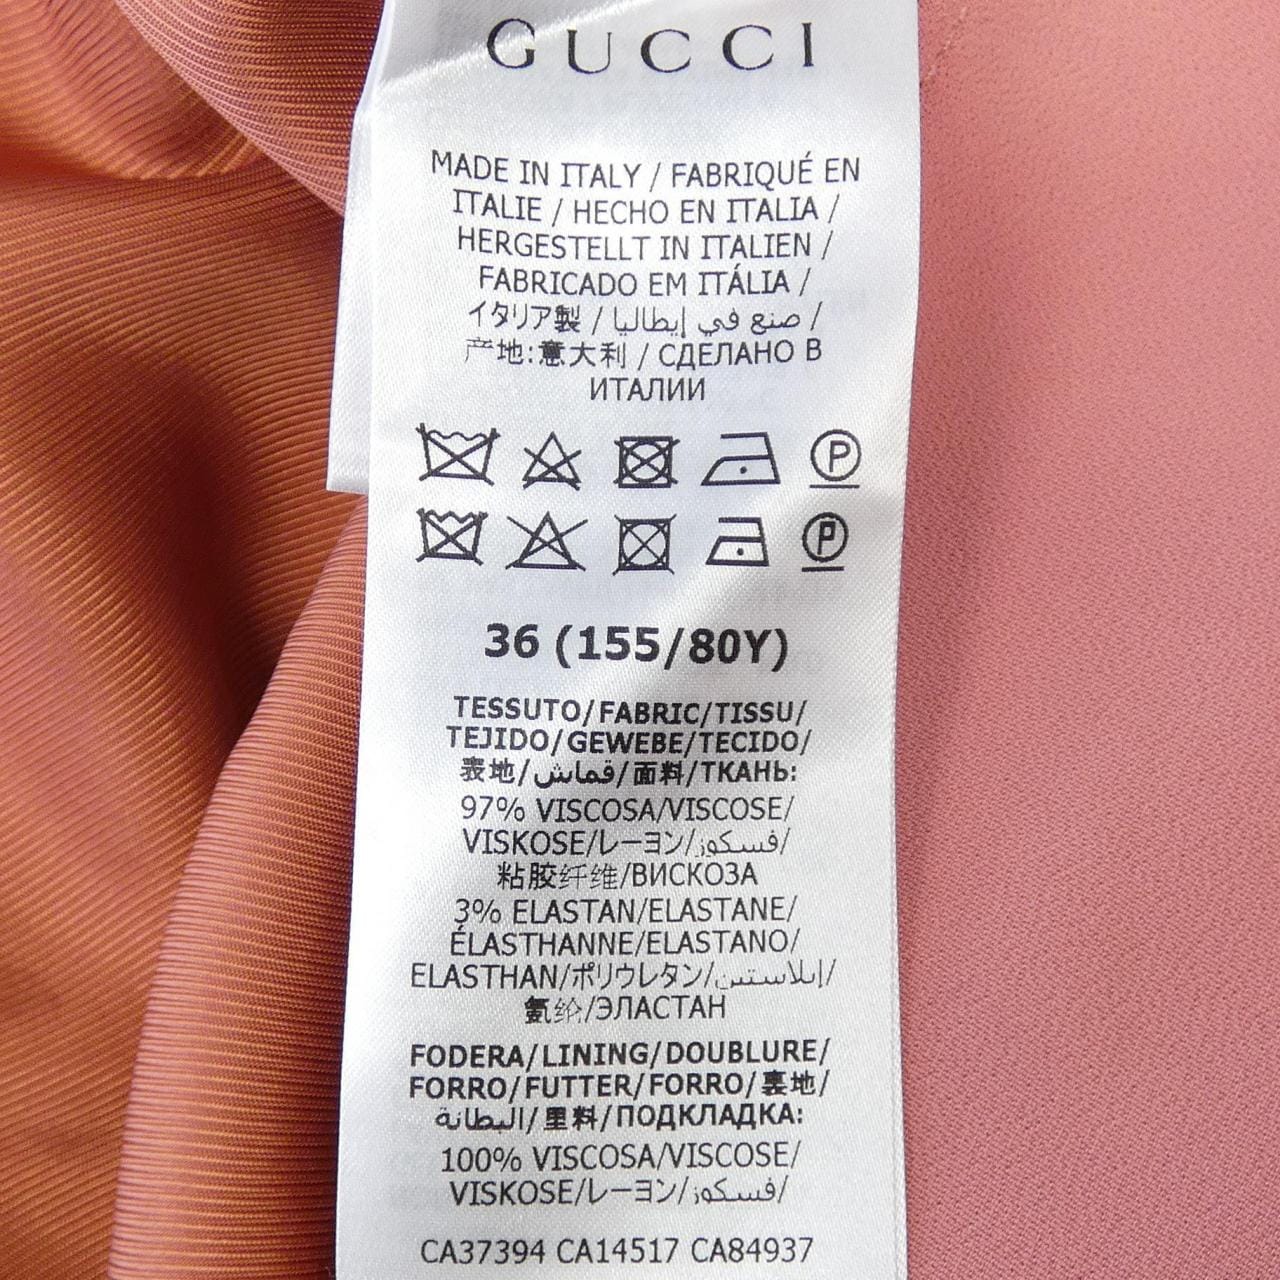 GUCCI
MADE IN ITALY / FABRIQUÉ EN
ITALIE / HECHO EN ITALIA /
HERGESTELLT IN ITALIEN /
FABRICADO EM ITÁLIA /
イタリア製 / صنع في إيطاليا /
产地:意大利 / СДЕЛАНО В
ИТАЛИИ
P
P
36 (155/80Y)
TESSUTO/FABRIC/TISSU/
TEJIDO/GEWEBE/TECIDO/
表地/قماش/面料/ТКАНЬ:
97% VISCOSA/VISCOSE/
VISKOSE/レーヨン/فسكوز/
粘胶纤维/ВИСКОЗА
3% ELASTAN/ELASTANE/
ÉLASTHANNE/ELASTANO/
ELASTHAN/ポリウレタン/إيلاستين/
氨纶/ЭЛАСТАН
FODERA/LINING/DOUBLURE/
FORRO/FUTTER/FORRO/裏地/
البطانة/里料/ПОДКЛАДКА:
100% VISCOSA/VISCOSE/
VISKOSE/レーヨン/فسكوز/
CA37394 CA14517 CA84937